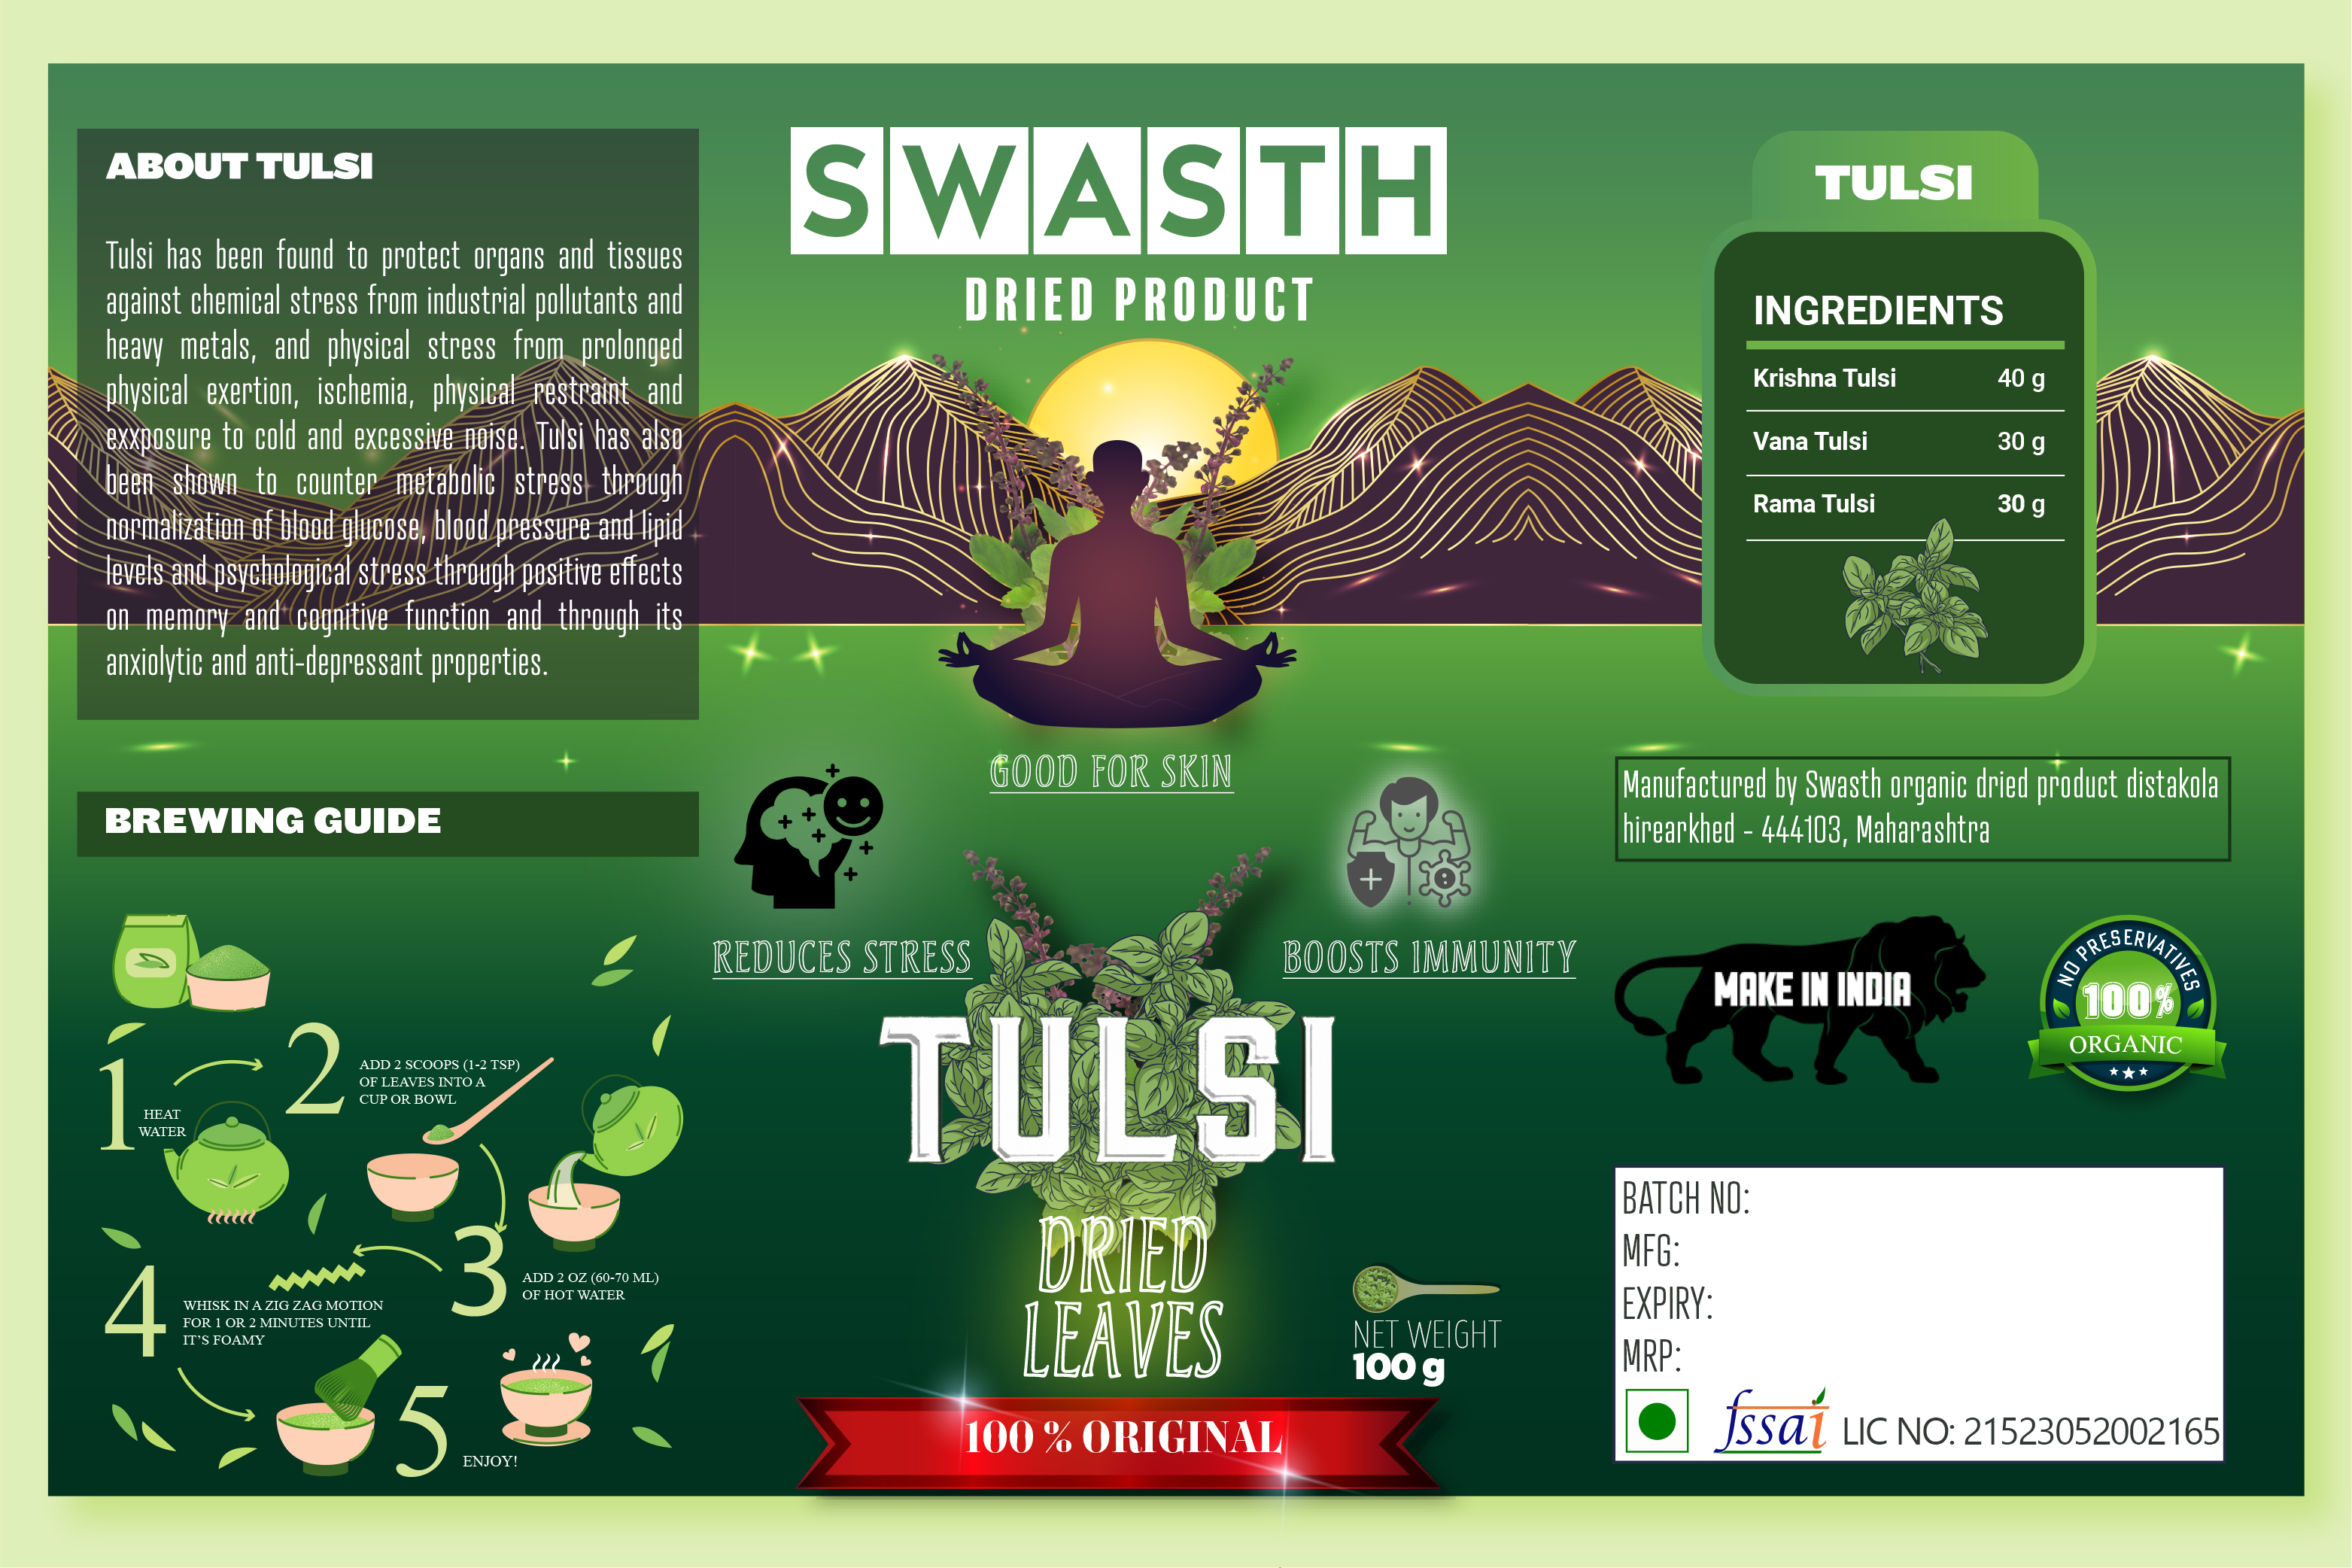 ABOUT TULSI
Tulsi has been found to protect organs and tissues
against chemical stress from industrial pollutants and
heavy metals, and physical stress from prolonged
physical exertion, ischemia, physical restraint and
exxposure to cold and excessive noise. Tulsi has also
been shown to counter metabolic stress through
normalization of blood glucose, blood pressure and lipid
levels and psychological stress through positive effects
on memory and cognitive function and through its
anxiolytic and anti-depressant properties.
BREWING GUIDE
1
HEAT
WATER
2
ADD 2 SCOOPS (1-2 TSP)
OF LEAVES INTO A
CUP OR BOWL
3
ADD 2 OZ (60-70 ML)
OF HOT WATER
4
WHISK IN A ZIG ZAG MOTION
FOR 1 OR 2 MINUTES UNTIL
IT'S FOAMY
5
ENJOY!
SWASTH
DRIED PRODUCT
GOOD FOR SKIN
REDUCES STRESS
BOOSTS IMMUNITY
TULSI
DRIED
LEAVES
NET WEIGHT
100 g
100 % ORIGINAL
TULSI
INGREDIENTS
Krishna Tulsi 40 g
Vana Tulsi 30 g
Rama Tulsi 30 g
Manufactured by Swasth organic dried product distakola
hirearkhed - 444103, Maharashtra
MAKE IN INDIA
NO PRESERVATIVES
100%
ORGANIC
BATCH NO:
MFG:
EXPIRY:
MRP:
fssai LIC NO: 21523052002165